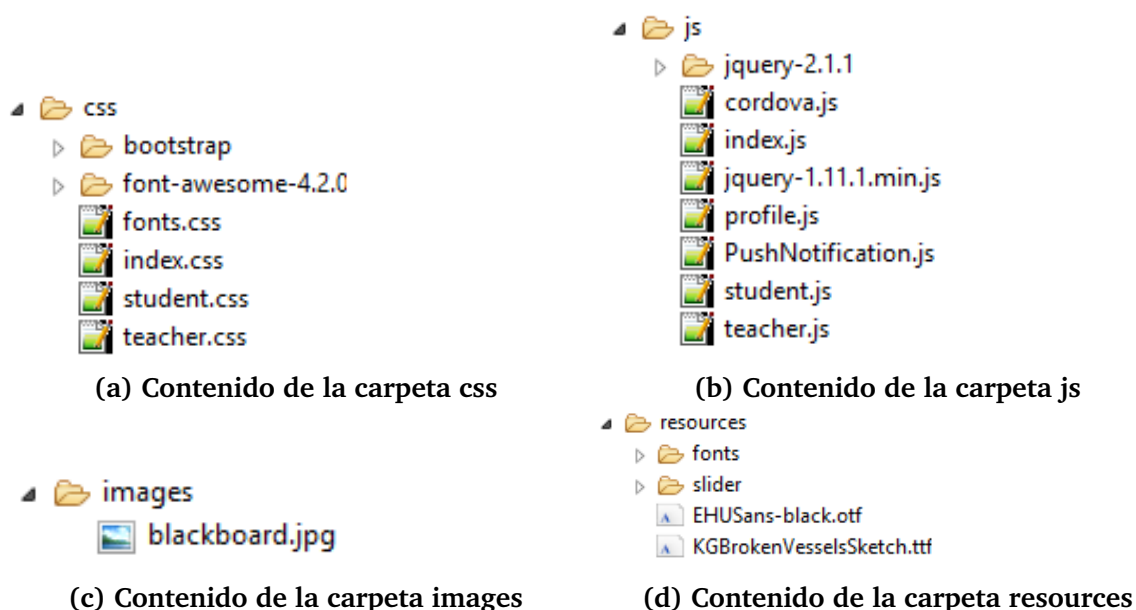 css
bootstrap
font-awesome-4.2.0
fonts.css
index.css
student.css
teacher.css
(a) Contenido de la carpeta css
js
jquery-2.1.1
cordova.js
index.js
jquery-1.11.1.min.js
profile.js
PushNotification.js
student.js
teacher.js
(b) Contenido de la carpeta js
images
blackboard.jpg
(c) Contenido de la carpeta images
resources
fonts
slider
EHUSans-black.otf
KGBrokenVesselsSketch.ttf
(d) Contenido de la carpeta resources